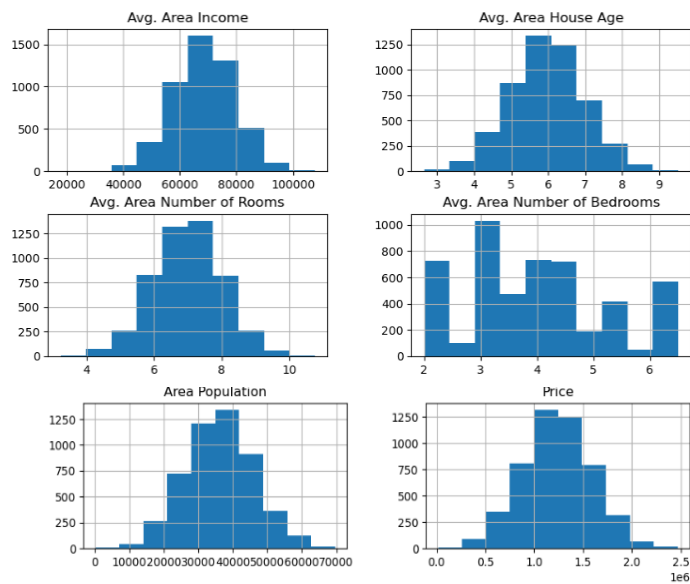 Avg. Area Income
1500
1000
500
0
20000 40000 60000 80000 100000
Avg. Area House Age
1250
1000
750
500
250
0
3 4 5 6 7 8 9
Avg. Area Number of Rooms
1250
1000
750
500
250
0
4 6 8 10
Avg. Area Number of Bedrooms
1000
800
600
400
200
0
2 3 4 5 6
Area Population
1250
1000
750
500
250
0
0 10000 20000 30000 40000 50000 60000 70000
Price
1250
1000
750
500
250
0
0.0 0.5 1.0 1.5 2.0 2.5
1e6